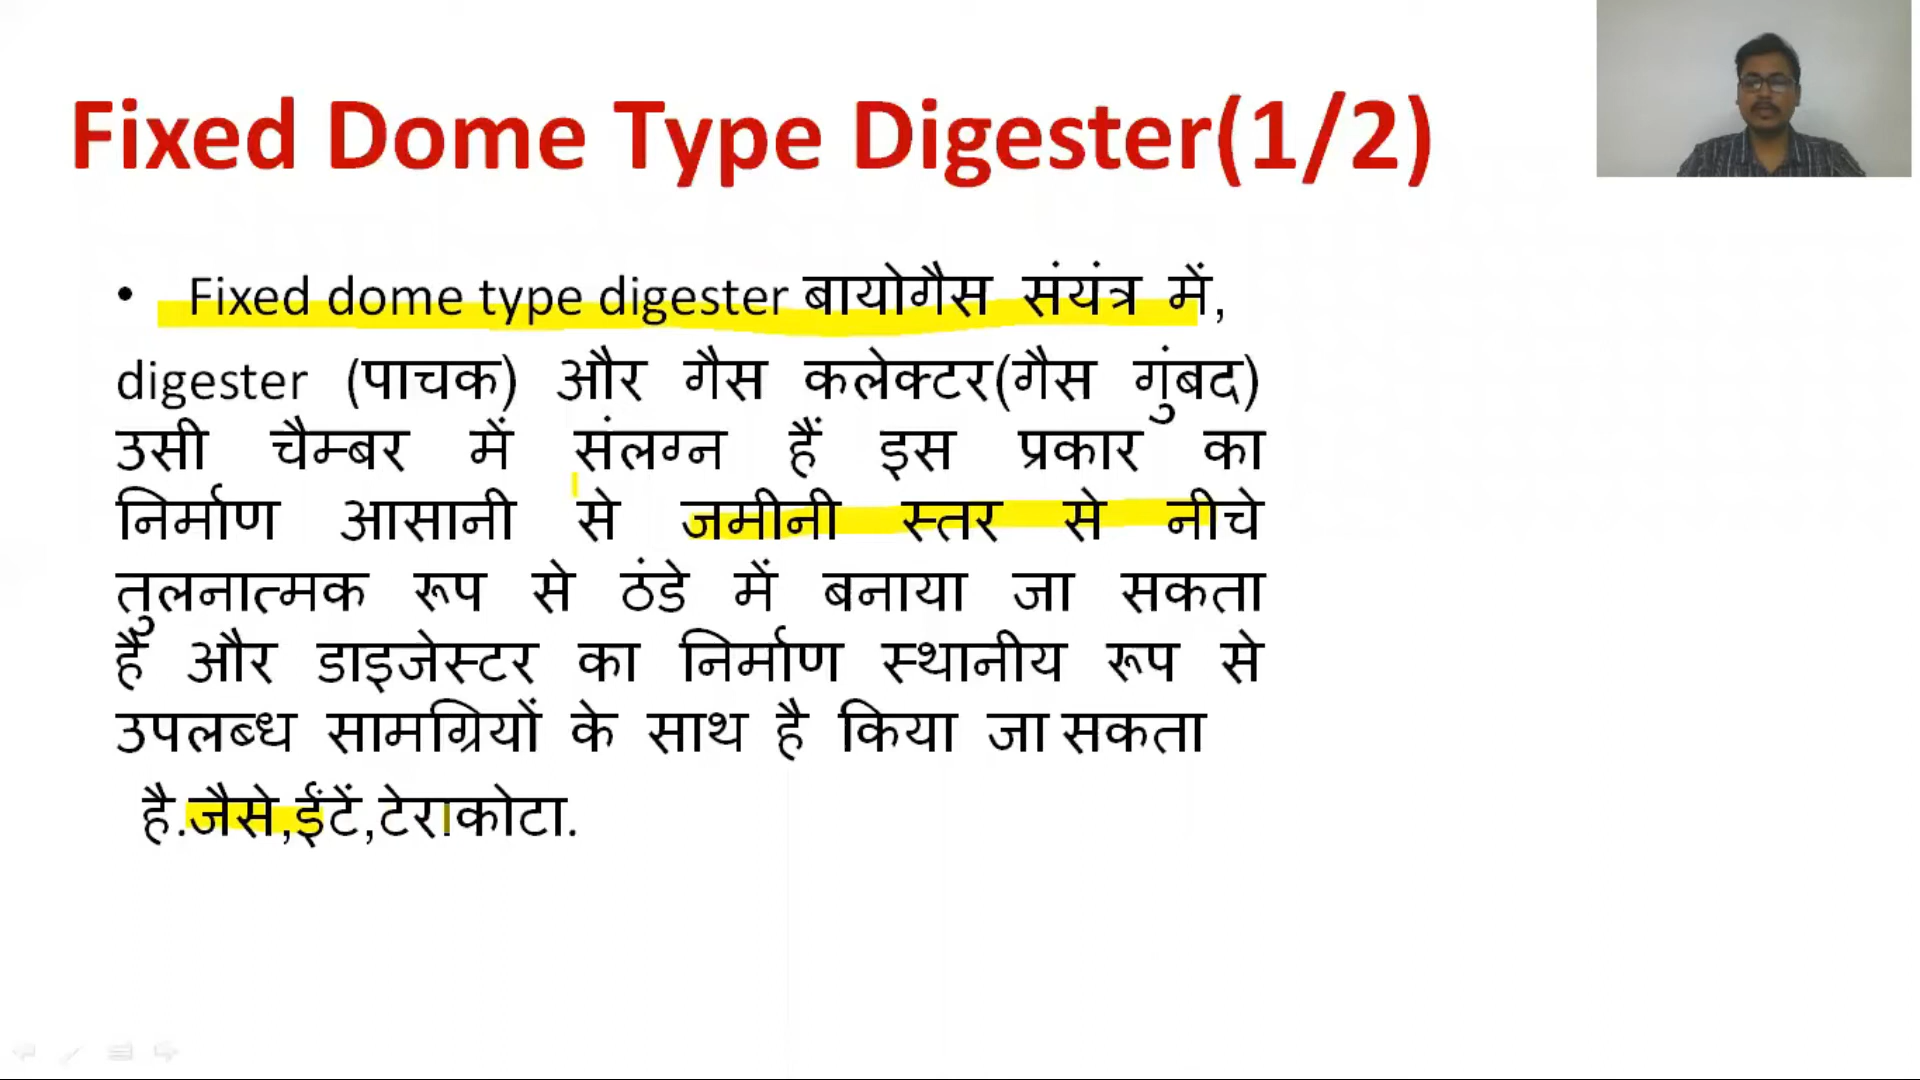 Fixed Dome Type Digester(1/2)
• Fixed dome type digester बायोगैस संयंत्र में,
digester (पाचक) और गैस कलेक्टर(गैस गुंबद)
उसी चैम्बर में संलग्न हैं इस प्रकार का
निर्माण आसानी से जमीनी स्तर से नीचे
तुलनात्मक रूप से ठंडे में बनाया जा सकता
है और डाइजेस्टर का निर्माण स्थानीय रूप से
उपलब्ध सामग्रियों के साथ है किया जा सकता
है.जैसे,ईंटें,टेराकोटा.